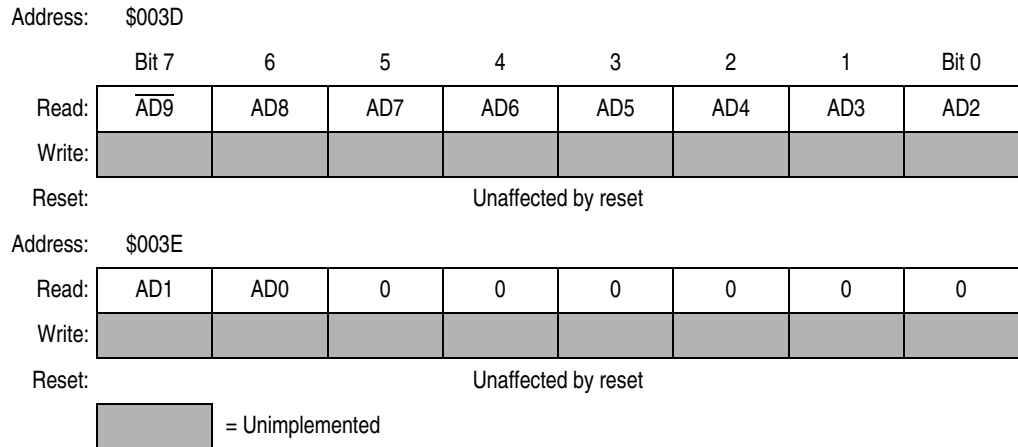 Address: $003D
Bit 7 6 5 4 3 2 1 Bit 0
Read: A̅D̅9̅ AD8 AD7 AD6 AD5 AD4 AD3 AD2
Write:
Reset: Unaffected by reset
Address: $003E
Read: AD1 AD0 0 0 0 0 0 0
Write:
Reset: Unaffected by reset
= Unimplemented